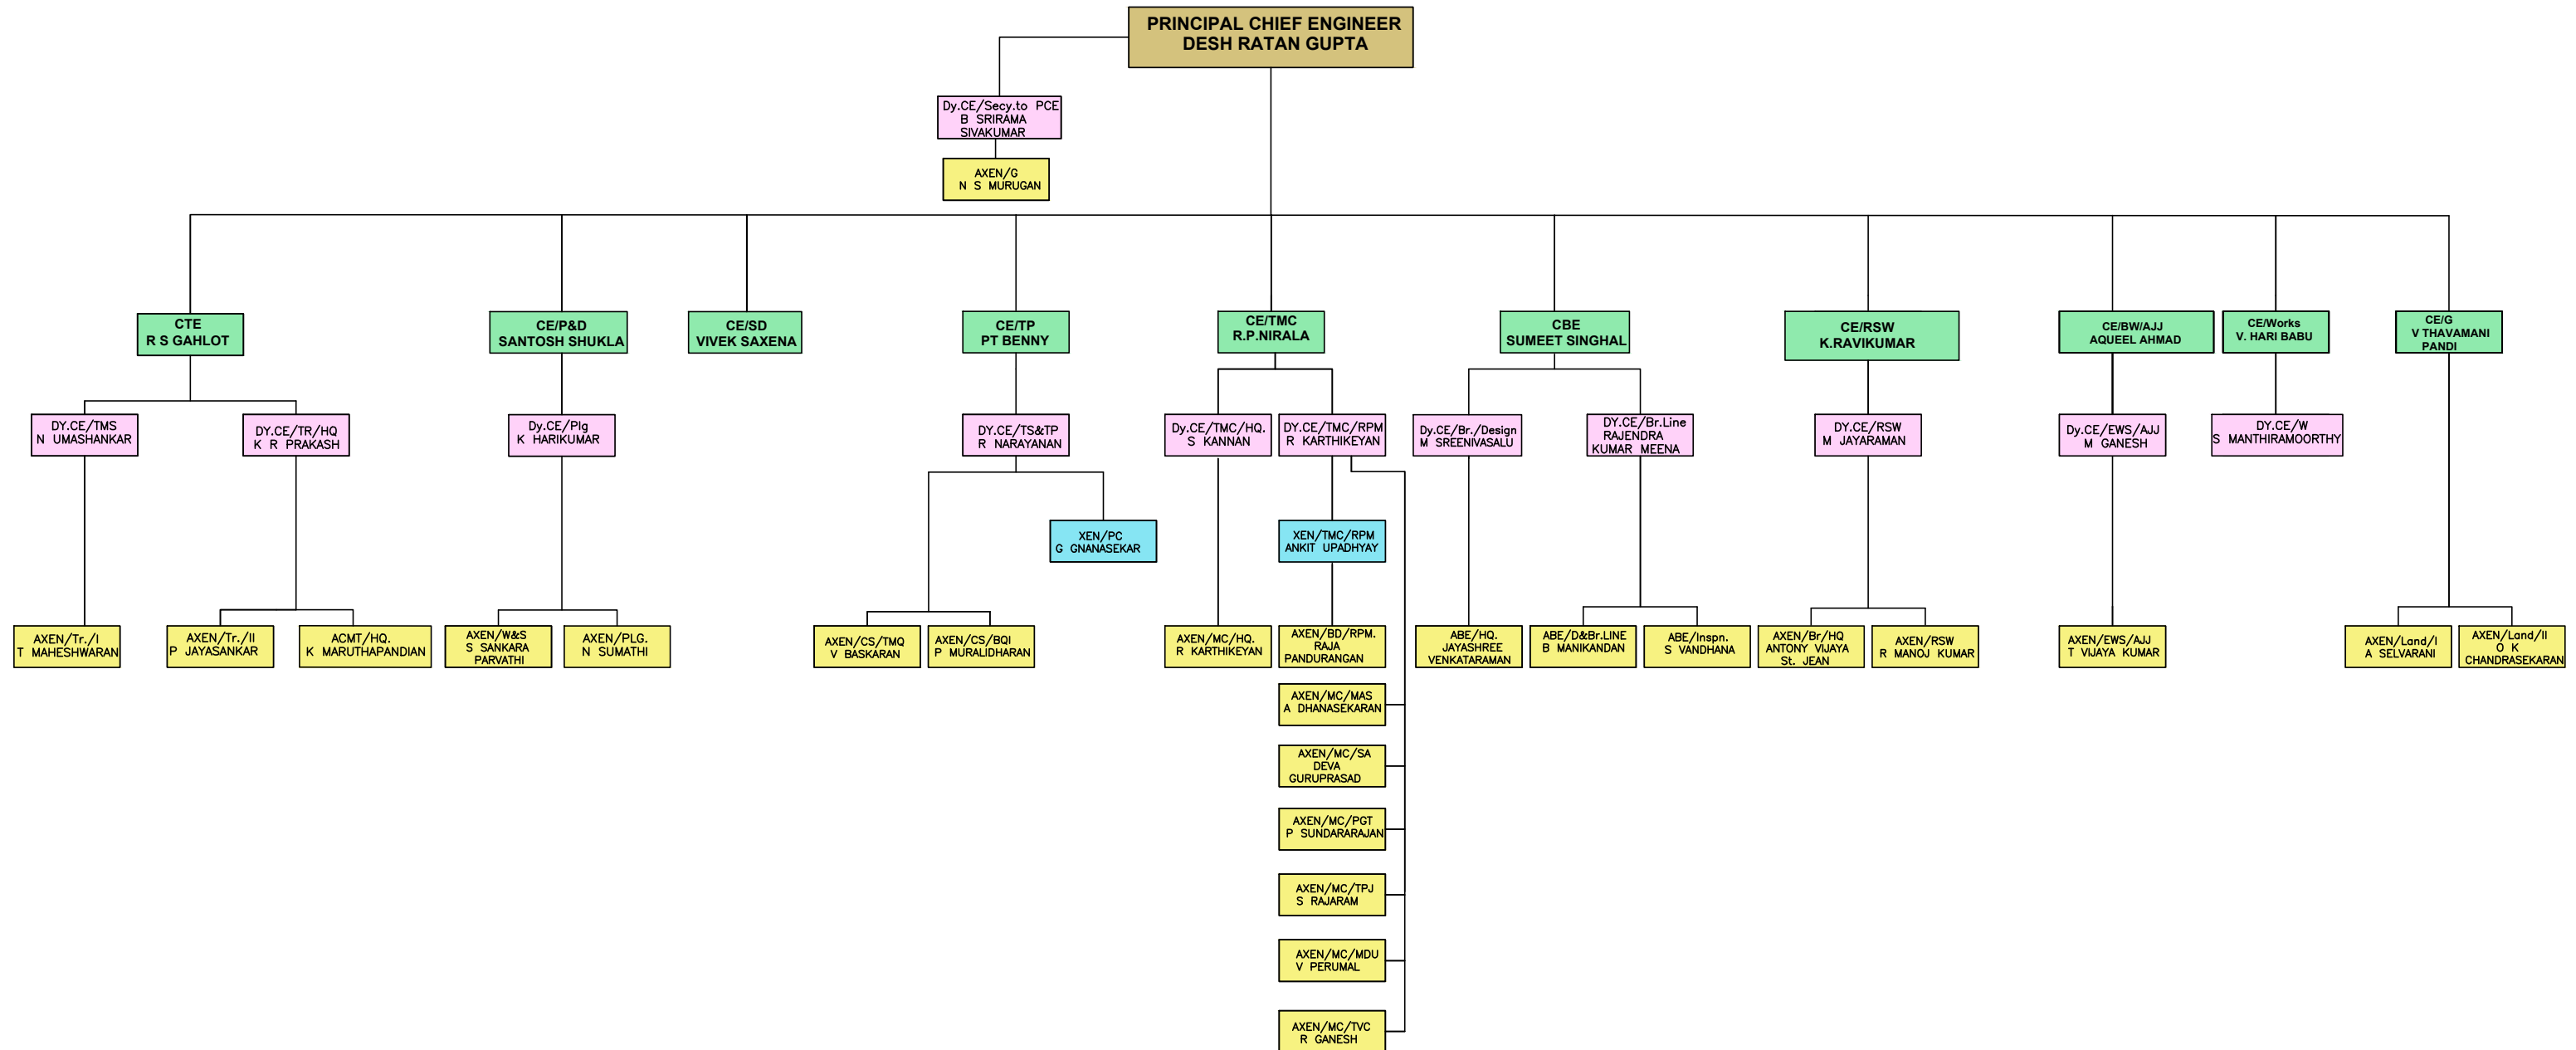 PRINCIPAL CHIEF ENGINEER
DESH RATAN GUPTA
Dy.CE/Secy.to PCE
B SRIRAMA
SIVAKUMAR
AXEN/G
N S MURUGAN
CTE
R S GAHLOT
CE/P&D
SANTOSH SHUKLA
CE/SD
VIVEK SAXENA
CE/TP
PT BENNY
CE/TMC
R.P.NIRALA
CBE
SUMEET SINGHAL
CE/RSW
K.RAVIKUMAR
CE/BW/AJJ
AQUEEL AHMAD
CE/Works
V. HARI BABU
CE/G
V THAVAMANI
PANDI
DY.CE/TMS
N UMASHANKAR
DY.CE/TR/HQ
K R PRAKASH
Dy.CE/Plg
K HARIKUMAR
DY.CE/TS&TP
R NARAYANAN
Dy.CE/TMC/HQ.
S KANNAN
DY.CE/TMC/RPM
R KARTHIKEYAN
Dy.CE/Br./Design
M SREENIVASALU
DY.CE/Br.Line
RAJENDRA
KUMAR MEENA
DY.CE/RSW
M JAYARAMAN
Dy.CE/EWS/AJJ
M GANESH
DY.CE/W
S MANTHIRAMOORTHY
XEN/PC
G GNANASEKAR
XEN/TMC/RPM
ANKIT UPADHYAY
AXEN/Tr./I
T MAHESHWARAN
AXEN/Tr./II
P JAYASANKAR
ACMT/HQ.
K MARUTHAPANDIAN
AXEN/W&S
S SANKARA
PARVATHI
AXEN/PLG.
N SUMATHI
AXEN/CS/TMQ
V BASKARAN
AXEN/CS/BQI
P MURALIDHARAN
AXEN/MC/HQ.
R KARTHIKEYAN
AXEN/BD/RPM.
RAJA
PANDURANGAN
ABE/HQ.
JAYASHREE
VENKATARAMAN
ABE/D&Br.LINE
B MANIKANDAN
ABE/Inspn.
S VANDHANA
AXEN/Br/HQ
ANTONY VIJAYA
St. JEAN
AXEN/RSW
R MANOJ KUMAR
AXEN/EWS/AJJ
T VIJAYA KUMAR
AXEN/Land/I
A SELVARANI
AXEN/Land/II
O K
CHANDRASEKARAN
AXEN/MC/MAS
A DHANASEKARAN
AXEN/MC/SA
DEVA
GURUPRASAD
AXEN/MC/PGT
P SUNDARARAJAN
AXEN/MC/TPJ
S RAJARAM
AXEN/MC/MDU
V PERUMAL
AXEN/MC/TVC
R GANESH